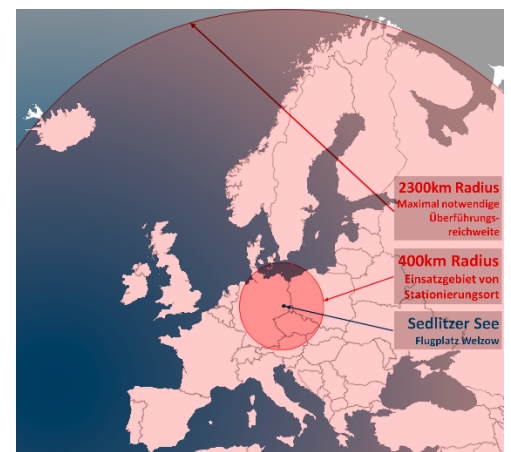 2300km Radius
Maximal notwendige
Überführungs-
reichweite
400km Radius
Einsatzgebiet von
Stationierungsort
Sedlitzer See
Flugplatz Welzow